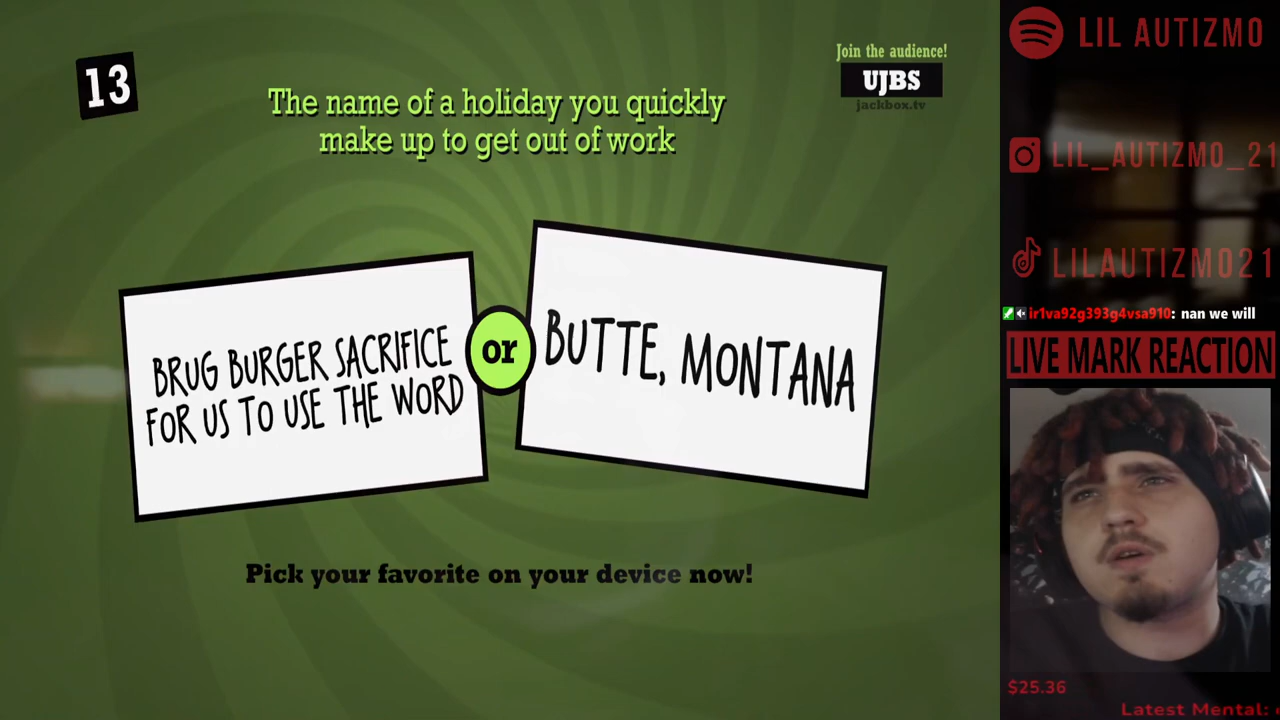 13
The name of a holiday you quickly
make up to get out of work
Join the audience!
UJBS
jackbox.tv
BRUG BURGER SACRIFICE
FOR US TO USE THE WORD
or
BUTTE, MONTANA
Pick your favorite on your device now!
LIL AUTIZMO
LIL_AUTIZMO_21
LILAUTIZMO21
ir1va92g393g4vsa910: nan we will
LIVE MARK REACTION
$25.36
Latest Mental: